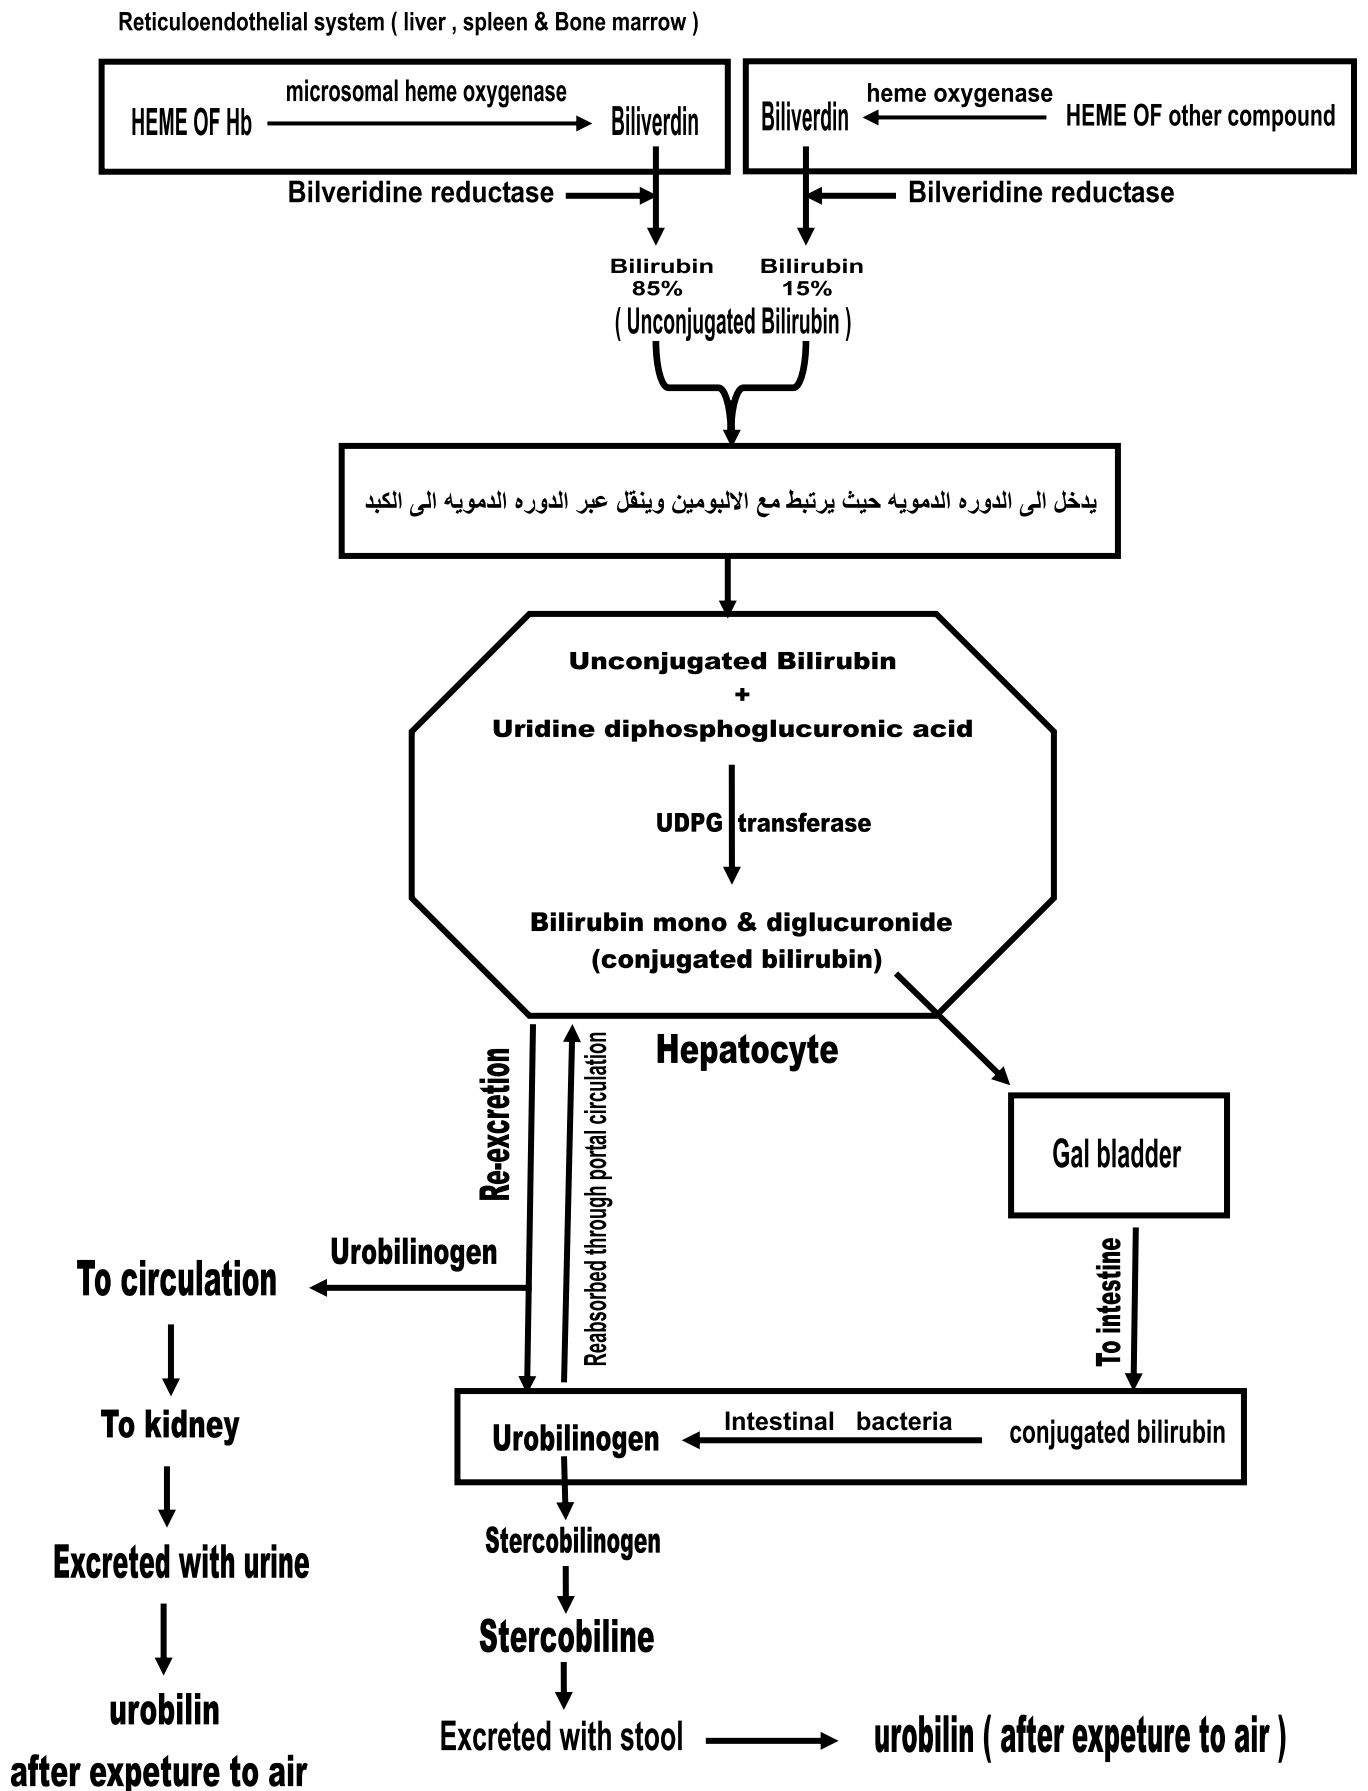 Reticuloendothelial system ( liver , spleen & Bone marrow )
microsomal heme oxygenase
HEME OF Hb
Biliverdin
heme oxygenase
Biliverdin
HEME OF other compound
Bilveridine reductase
Bilveridine reductase
Bilirubin
85%
Bilirubin
15%
( Unconjugated Bilirubin )
يدخل الى الدوره الدمويه حيث يرتبط مع الالبومين وينقل عبر الدوره الدمويه الى الكبد
Unconjugated Bilirubin
+
Uridine diphosphoglucuronic acid
UDPG transferase
Bilirubin mono & diglucuronide
(conjugated bilirubin)
Hepatocyte
Re-excretion
Reabsorbed through portal circulation
Gal bladder
To intestine
Urobilinogen
To circulation
To kidney
Excreted with urine
urobilin
after expeture to air
Urobilinogen
Intestinal bacteria
conjugated bilirubin
Stercobilinogen
Stercobiline
Excreted with stool
urobilin ( after expeture to air )